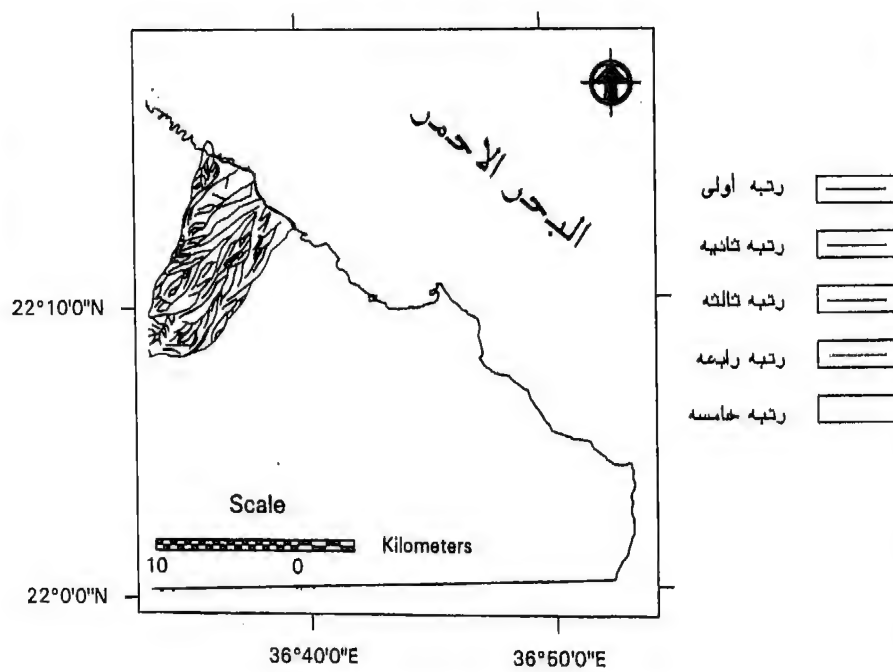 البحر الأحمر
رتبه أولى
رتبه ثانيه
رتبه ثالثه
رتبه رابعه
رتبه خامسه
22°10'0"N
Scale
Kilometers
10 0
22°0'0"N
36°40'0"E 36°50'0"E